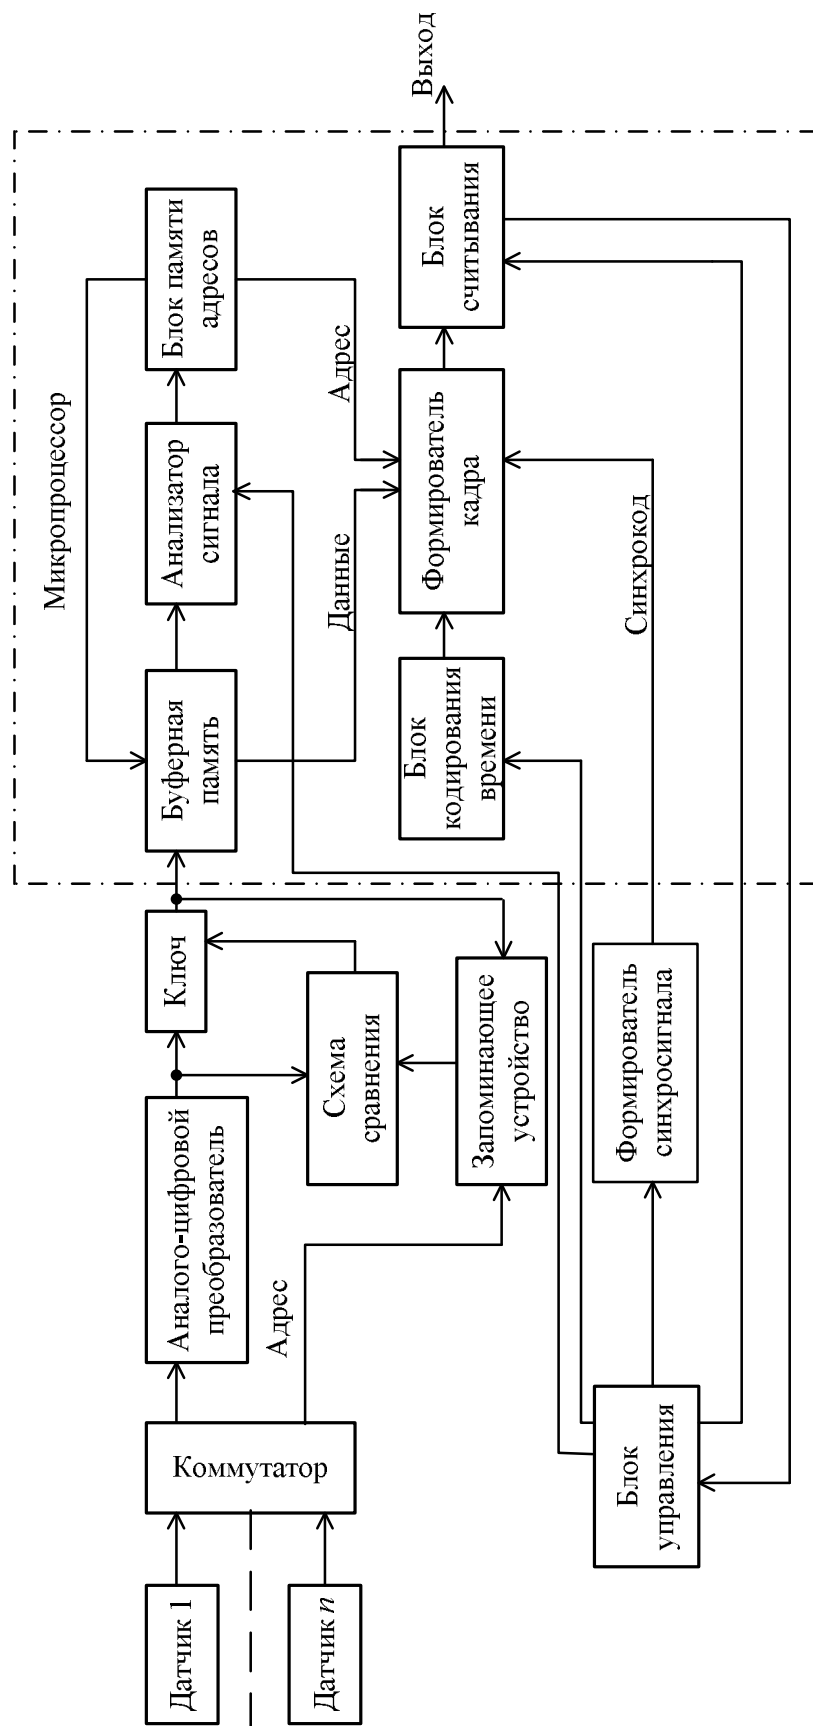 Датчик 1
Датчик n
Коммутатор
Аналого-цифровой
преобразователь
Адрес
Ключ
Схема
сравнения
Запоминающее
устройство
Блок
управления
Формирователь
синхросигнала
Микропроцессор
Буферная
память
Анализатор
сигнала
Блок памяти
адресов
Данные
Адрес
Блок
кодирования
времени
Формирователь
кадра
Блок
считывания
Выход
Синхрокод